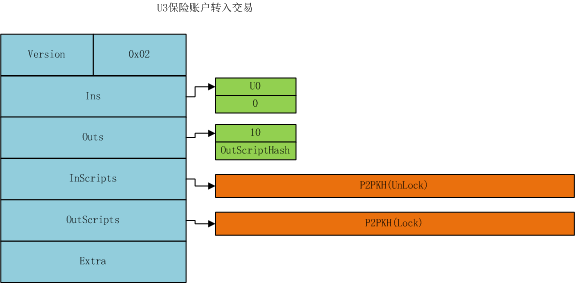 U3保险账户转入交易
Version 0x02
Ins
U0
0
Outs
10
OutScriptHash
InScripts
P2PKH(UnLock)
OutScripts
P2PKH(Lock)
Extra